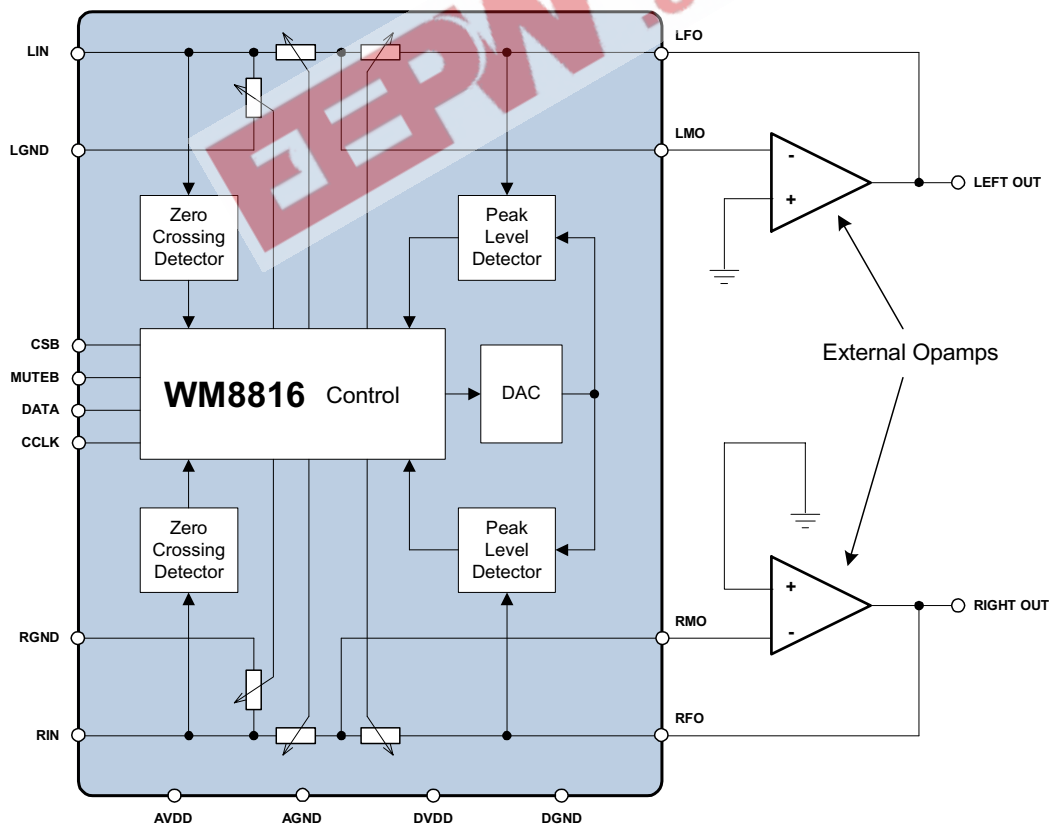 LIN
LFO
LGND
LMO
-
+
LEFT OUT
Zero
Crossing
Detector
Peak
Level
Detector
CSB
MUTEB
DATA
CCLK
WM8816 Control
DAC
External Opamps
Zero
Crossing
Detector
Peak
Level
Detector
+
-
RIGHT OUT
RGND
RMO
RIN
RFO
AVDD
AGND
DVDD
DGND
EEPW